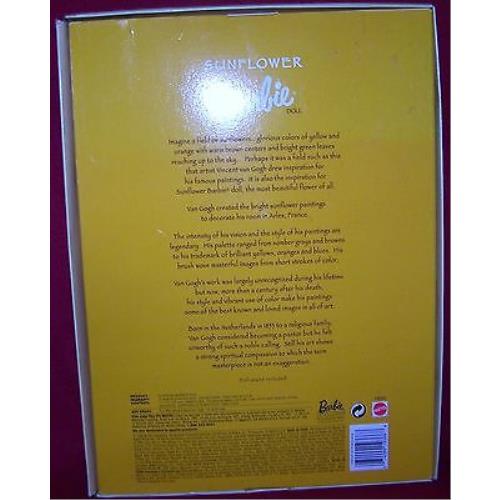 SUNFLOWER
Barbie
DOLL
Imagine a field of sunflowers... glorious colors of yellow and
orange with warm brown centers and bright green leaves
reaching up to the sky. Perhaps it was a field such as this
that artist Vincent van Gogh drew inspiration for
his famous paintings. It is also the inspiration for
Sunflower Barbie® doll, the most beautiful flower of all.
Van Gogh created the bright sunflower paintings
to decorate his room in Arles, France.
The intensity of his vision and the style of his paintings are
legendary. His palette ranged from somber grays and browns
to his trademark of brilliant yellows, oranges and blues. His
brush wove masterful images from short strokes of color.
Van Gogh's work was largely unrecognized during his lifetime
but now, more than a century after his death,
his style and vibrant use of color make his paintings
some of the best known and loved images in all of art.
Born in the Netherlands in 1853 to a religious family,
Van Gogh considered becoming a pastor but he felt
unworthy of such a noble calling. Still his art shows
a strong spiritual compassion to which the term
masterpiece is not an exaggeration.
Doll stand included.
Barbie
MATTEL